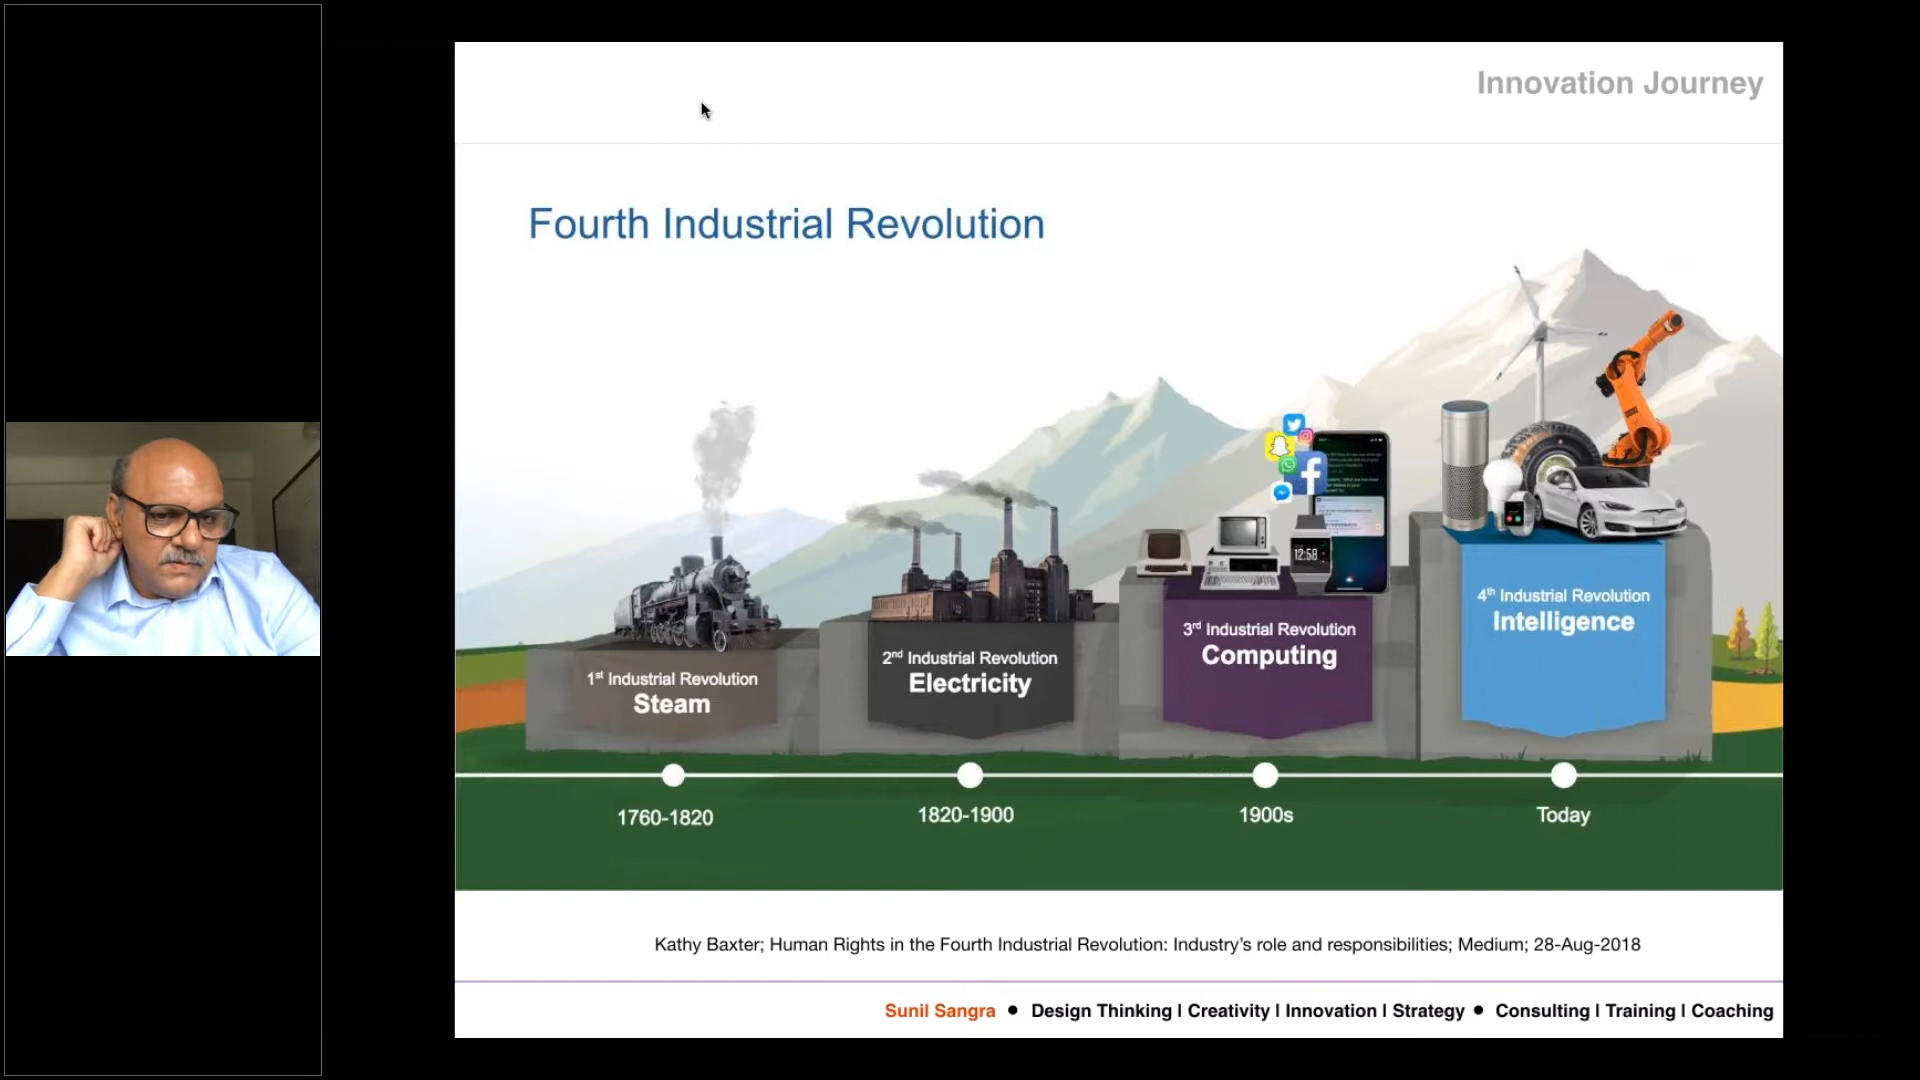 Innovation Journey
Fourth Industrial Revolution
1st Industrial Revolution
Steam
2nd Industrial Revolution
Electricity
3rd Industrial Revolution
Computing
4th Industrial Revolution
Intelligence
12:58
1760-1820
1820-1900
1900s
Today
Kathy Baxter; Human Rights in the Fourth Industrial Revolution: Industry's role and responsibilities; Medium; 28-Aug-2018
Sunil Sangra ● Design Thinking | Creativity | Innovation | Strategy ● Consulting | Training | Coaching